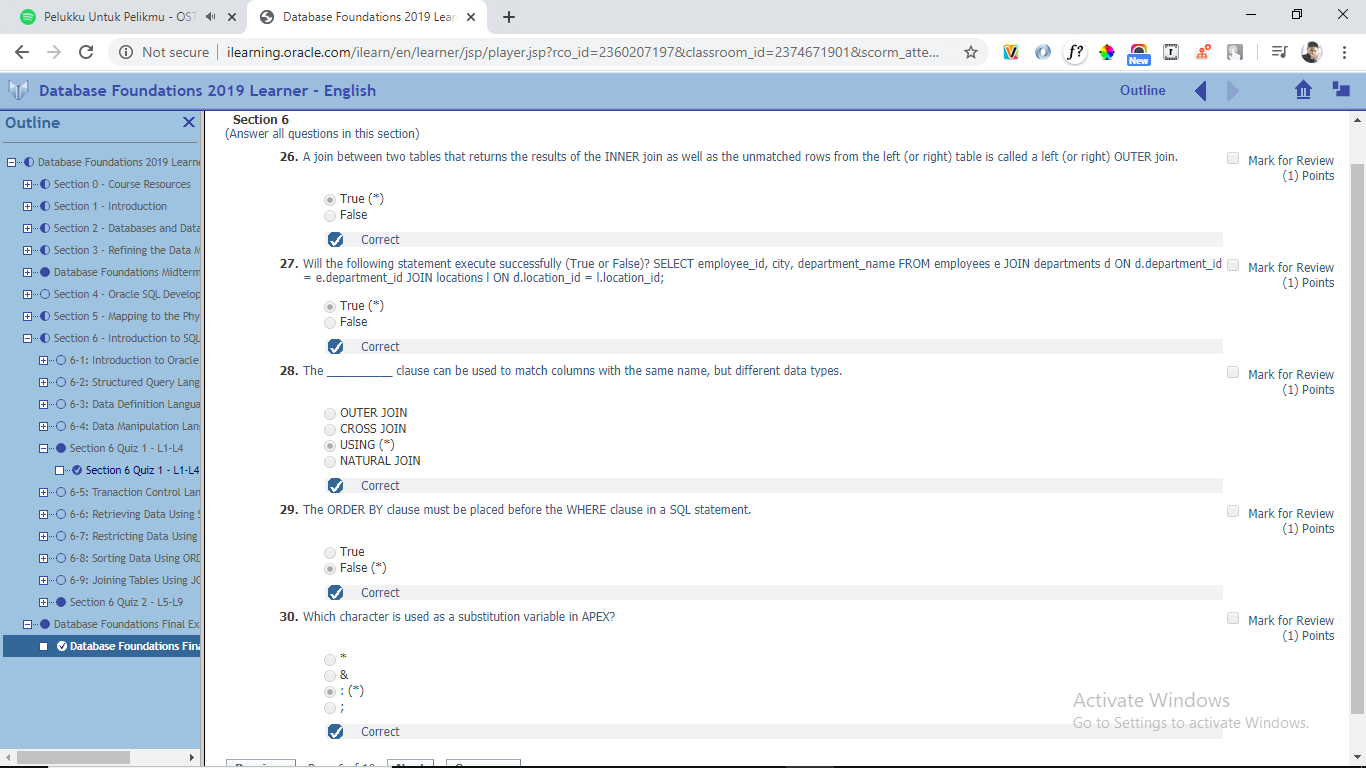 Pelukku Untuk Pelikmu - OST
Database Foundations 2019 Lear
Not secure
ilearning.oracle.com/ilearn/en/learner/jsp/player.jsp?rco_id=2360207197&classroom_id=2374671901&scorm_atte...
New
Database Foundations 2019 Learner - English
Outline
Outline
Database Foundations 2019 Learne
Section 0 - Course Resources
Section 1 - Introduction
Section 2 - Databases and Data
Section 3 - Refining the Data M
Database Foundations Midterm
Section 4 - Oracle SQL Develop
Section 5 - Mapping to the Phy
Section 6 - Introduction to SQL
6-1: Introduction to Oracle
6-2: Structured Query Lang
6-3: Data Definition Langua
6-4: Data Manipulation Lan
Section 6 Quiz 1 - L1-L4
Section 6 Quiz 1 - L1-L4
6-5: Tranaction Control Lan
6-6: Retrieving Data Using S
6-7: Restricting Data Using
6-8: Sorting Data Using ORD
6-9: Joining Tables Using JO
Section 6 Quiz 2 - L5-L9
Database Foundations Final Ex
Database Foundations Fina
Section 6
(Answer all questions in this section)
26. A join between two tables that returns the results of the INNER join as well as the unmatched rows from the left (or right) table is called a left (or right) OUTER join.
Mark for Review
(1) Points
True (*)
False
Correct
27. Will the following statement execute successfully (True or False)? SELECT employee_id, city, department_name FROM employees e JOIN departments d ON d.department_id
= e.department_id JOIN locations l ON d.location_id = l.location_id;
Mark for Review
(1) Points
True (*)
False
Correct
28. The __________ clause can be used to match columns with the same name, but different data types.
Mark for Review
(1) Points
OUTER JOIN
CROSS JOIN
USING (*)
NATURAL JOIN
Correct
29. The ORDER BY clause must be placed before the WHERE clause in a SQL statement.
Mark for Review
(1) Points
True
False (*)
Correct
30. Which character is used as a substitution variable in APEX?
Mark for Review
(1) Points
*
&
: (*)
;
Correct
Activate Windows
Go to Settings to activate Windows.